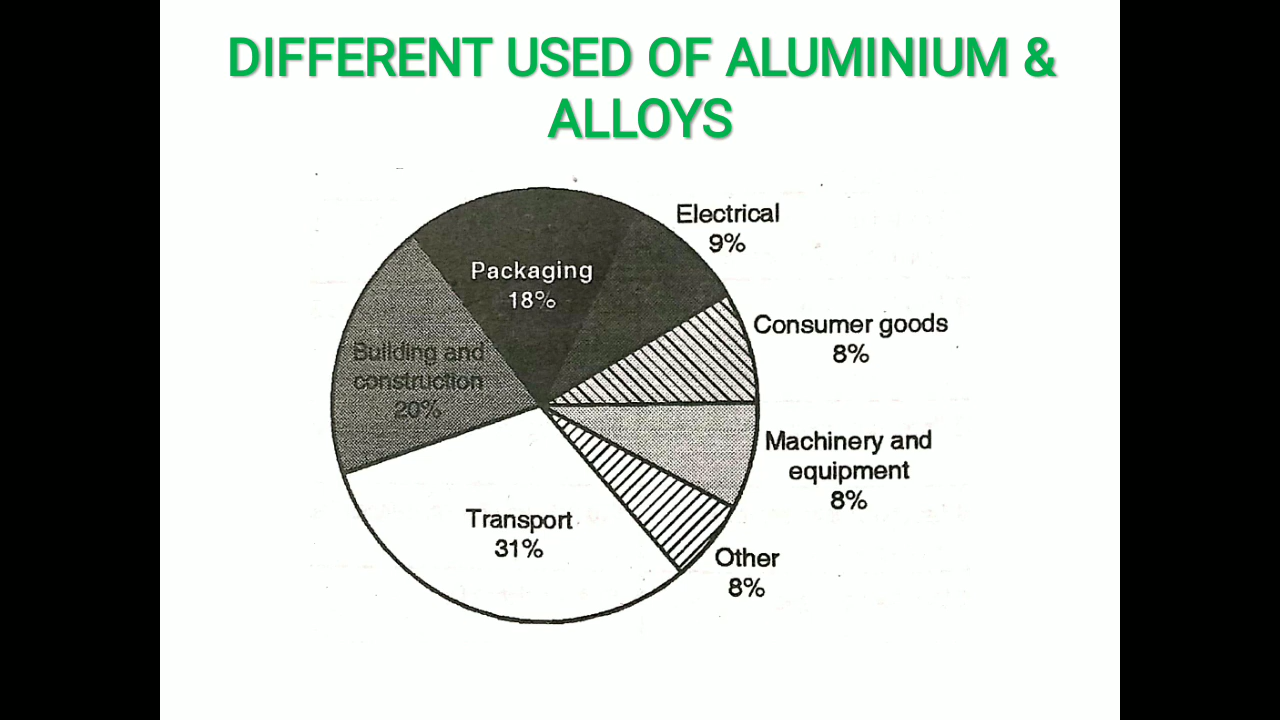 DIFFERENT USED OF ALUMINIUM &
ALLOYS
Electrical
9%
Packaging
18%
Consumer goods
8%
Building and
construction
20%
Machinery and
equipment
8%
Transport
31%
Other
8%